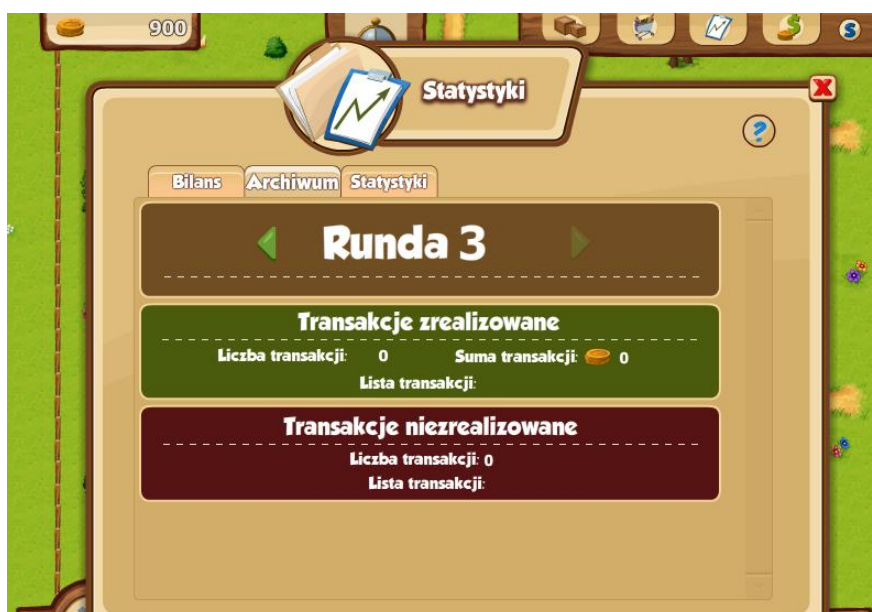 900
S
Statystyki
?
Bilans Archiwum Statystyki
Runda 3
Transakcje zrealizowane
Liczba transakcji: 0 Suma transakcji: 0
Lista transakcji:
Transakcje niezrealizowane
Liczba transakcji: 0
Lista transakcji: